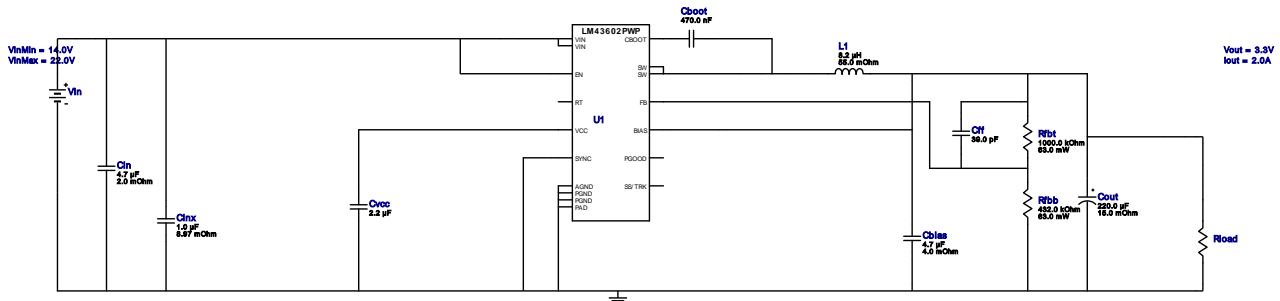 Cboot
470.0 nF
LM43602PWP
VIN
VIN
CBOOT
VinMin = 14.0V
VinMax = 22.0V
L1
8.2 µH
55.0 mOhm
Vout = 3.3V
Iout = 2.0A
SW
SW
EN
Vin
RT
FB
U1
VCC
BIAS
Cff
39.0 pF
Rfbt
1000.0 kOhm
63.0 mW
Cin
4.7 µF
2.0 mOhm
SYNC
PGOOD
AGND
PGND
PGND
PAD
SS/TRK
Cvcc
2.2 µF
Rfbb
432.0 kOhm
63.0 mW
Cout
220.0 µF
15.0 mOhm
Cinx
1.0 µF
8.97 mOhm
Cbias
4.7 µF
4.0 mOhm
Rload